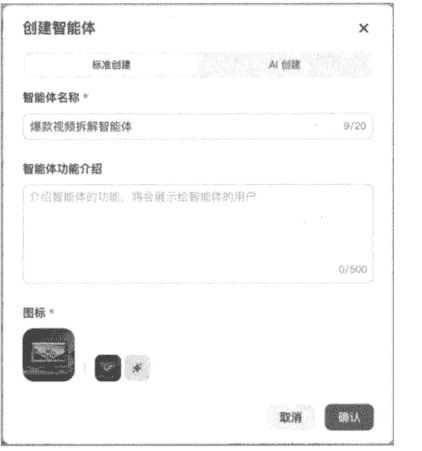 创建智能体
标准创建
AI 创建
智能体名称 *
爆款视频拆解智能体
9/20
智能体功能介绍
介绍智能体的功能，将会展示给智能体的用户
0/500
图标 *
取消
确认